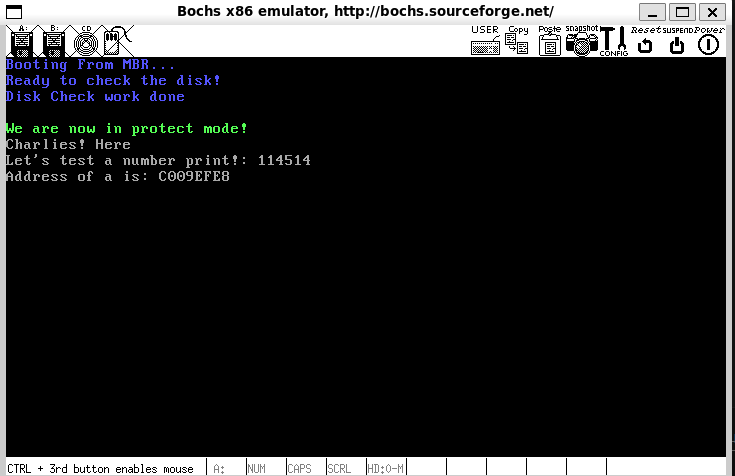 Bochs x86 emulator, http://bochs.sourceforge.net/
A: B: CD USER Copy Paste snapshot CONFIG Reset SUSPEND Power
Booting From MBR...
Ready to check the disk!
Disk Check work done
We are now in protect mode!
Charlies! Here
Let's test a number print!: 114514
Address of a is: C009EFE8
CTRL + 3rd button enables mouse A: NUM CAPS SCRL HD:0-M